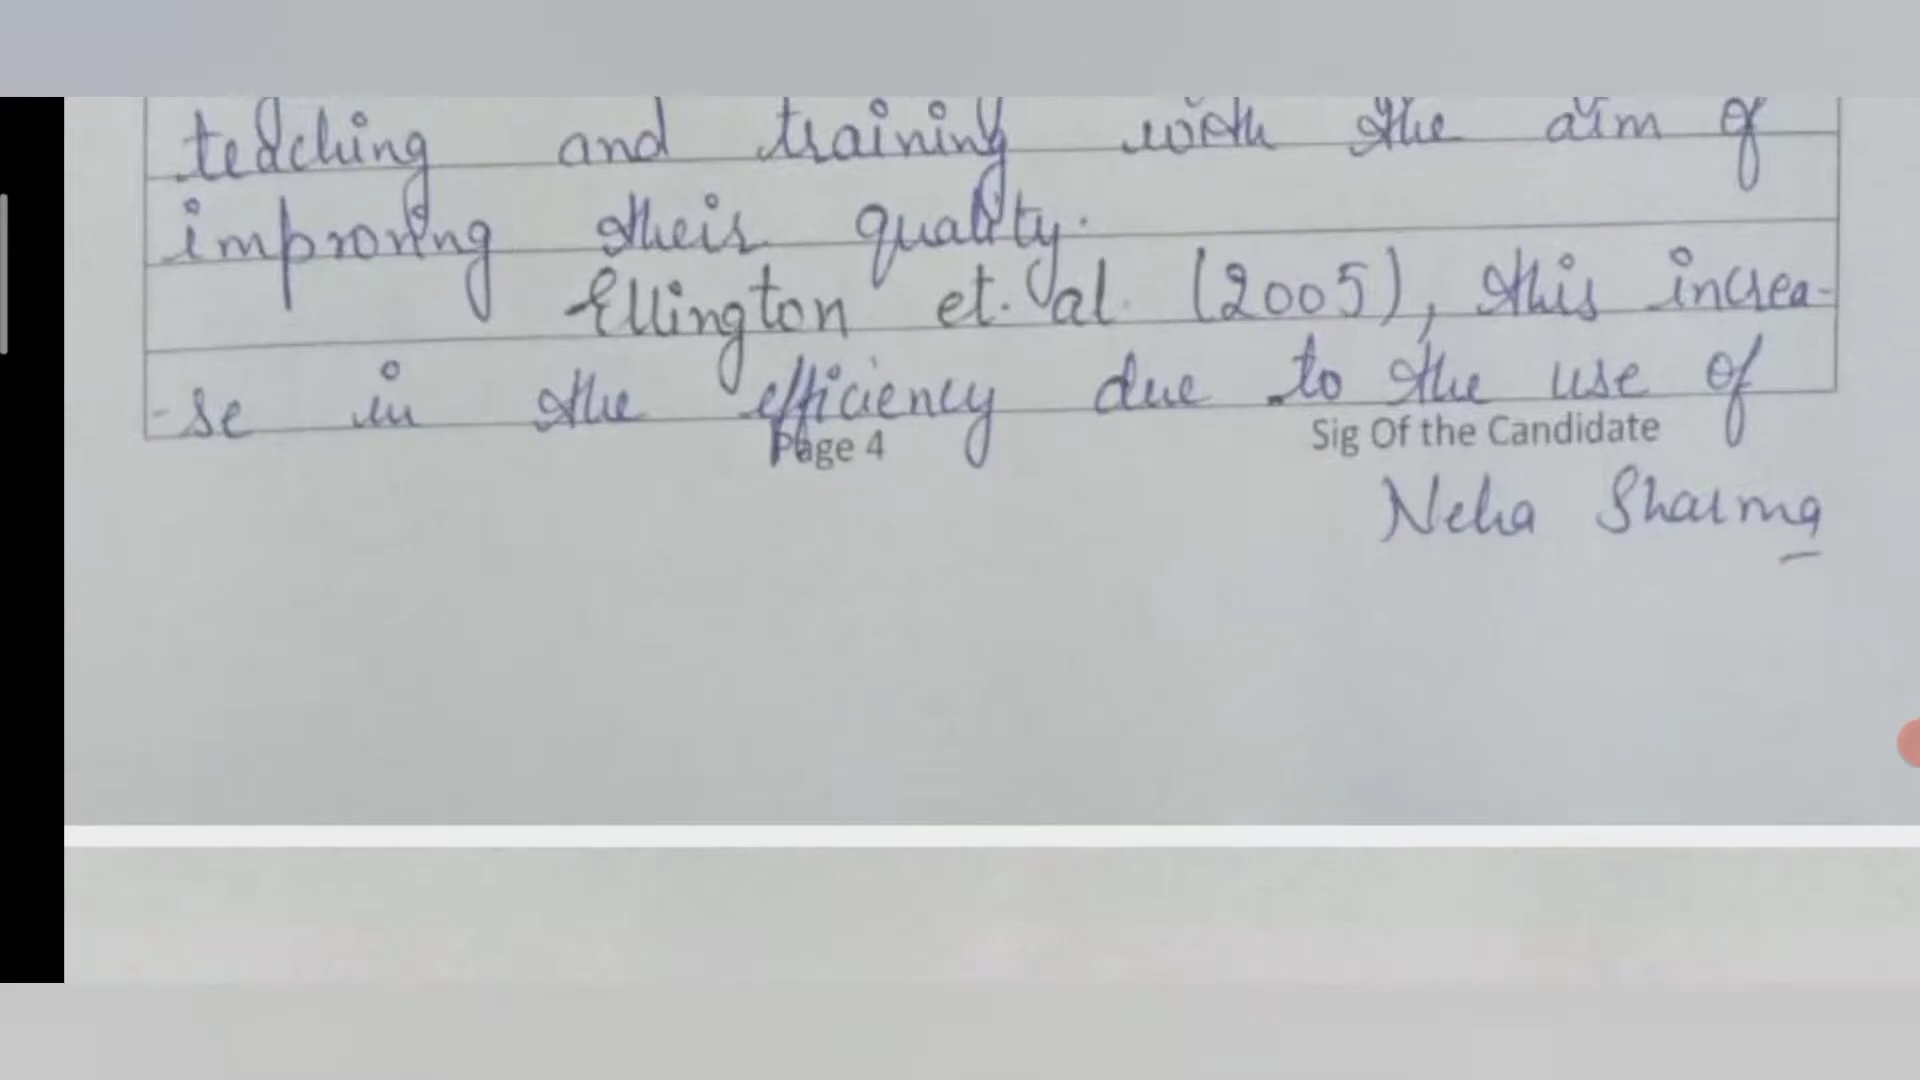 teaching and training with the aim of
improving their quality.
Ellington et. al. (2005), this increa-
-se in the efficiency due to the use of
Page 4 Sig Of the Candidate
Neha Sharma